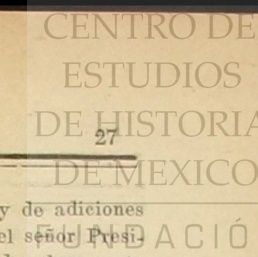 CENTRO DE
ESTUDIOS
DE HISTORIA
27
DE MEXICO
y de adiciones
el señor Presi-
FUNDACIÓ